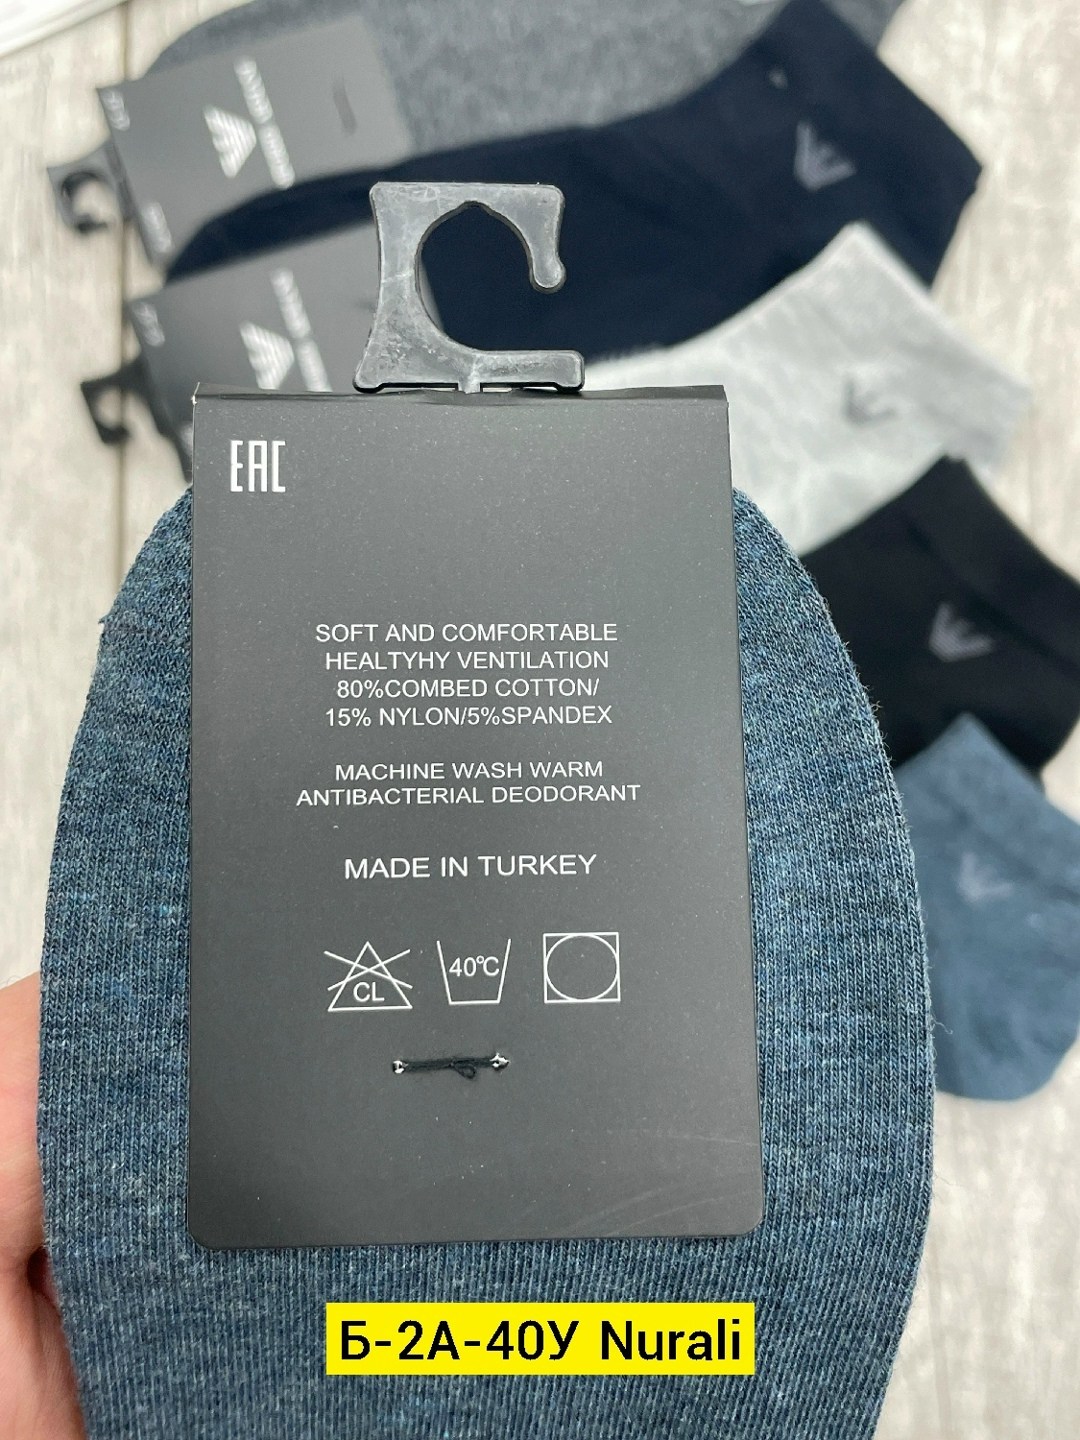 EAC
SOFT AND COMFORTABLE
HEALTYHY VENTILATION
80%COMBED COTTON/
15% NYLON/5%SPANDEX
MACHINE WASH WARM
ANTIBACTERIAL DEODORANT
MADE IN TURKEY
CL
40°C
Б-2А-40У Nurali